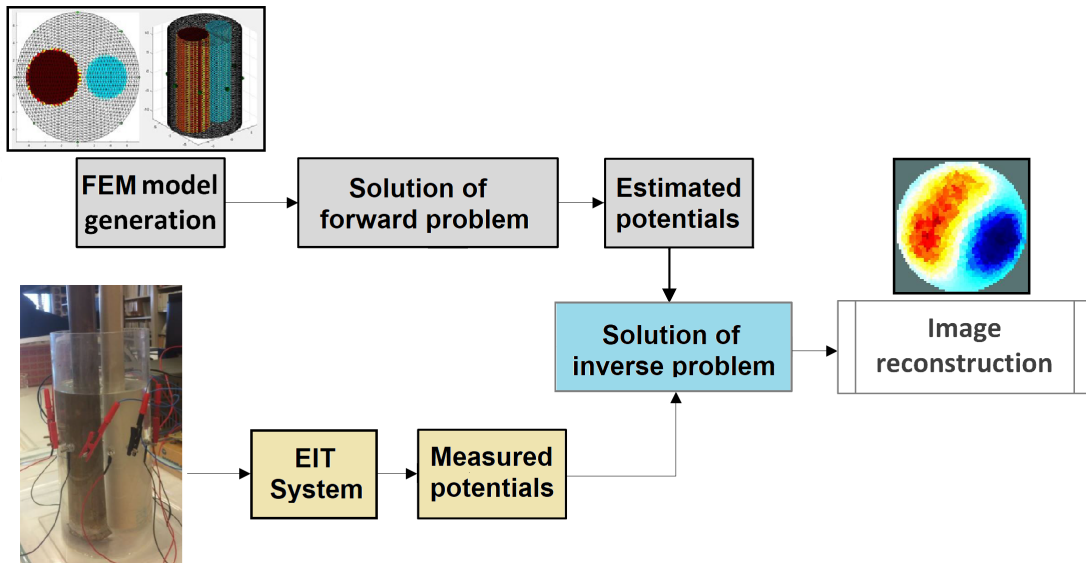 FEM model
generation
Solution of
forward problem
Estimated
potentials
Solution of
inverse problem
Image
reconstruction
EIT
System
Measured
potentials